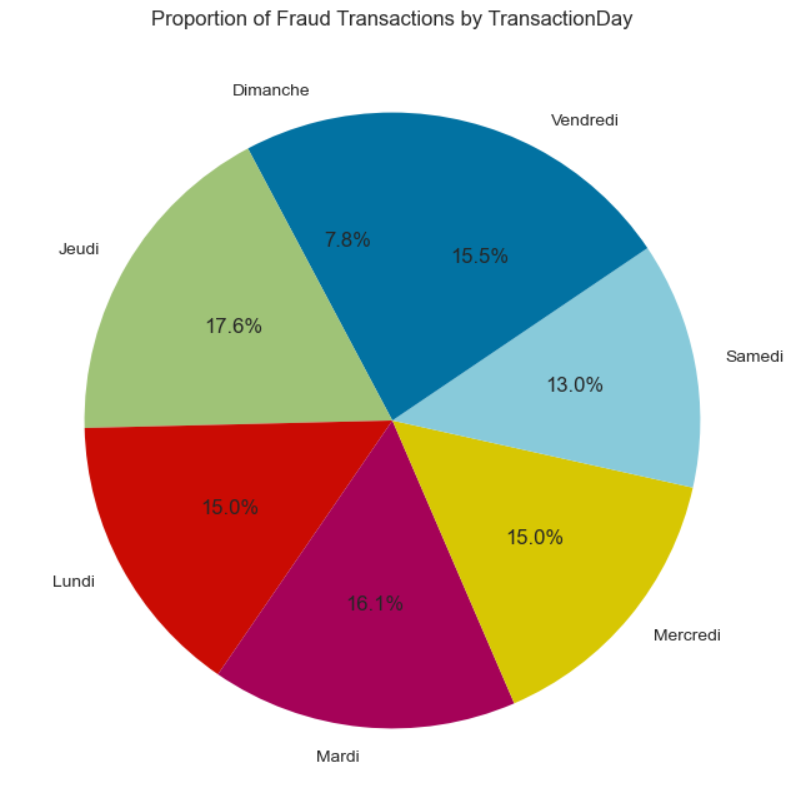 Proportion of Fraud Transactions by TransactionDay
Dimanche
7.8%
Vendredi
15.5%
Jeudi
17.6%
Samedi
13.0%
Lundi
15.0%
Mercredi
15.0%
Mardi
16.1%